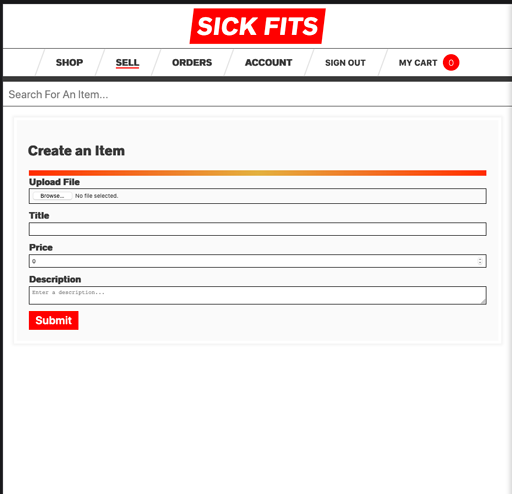 SICK FITS
SHOP SELL ORDERS ACCOUNT SIGN OUT MY CART 0
Search For An Item...
Create an Item
Upload File
Browse... No file selected.
Title
Price
0
Description
Enter a description...
Submit